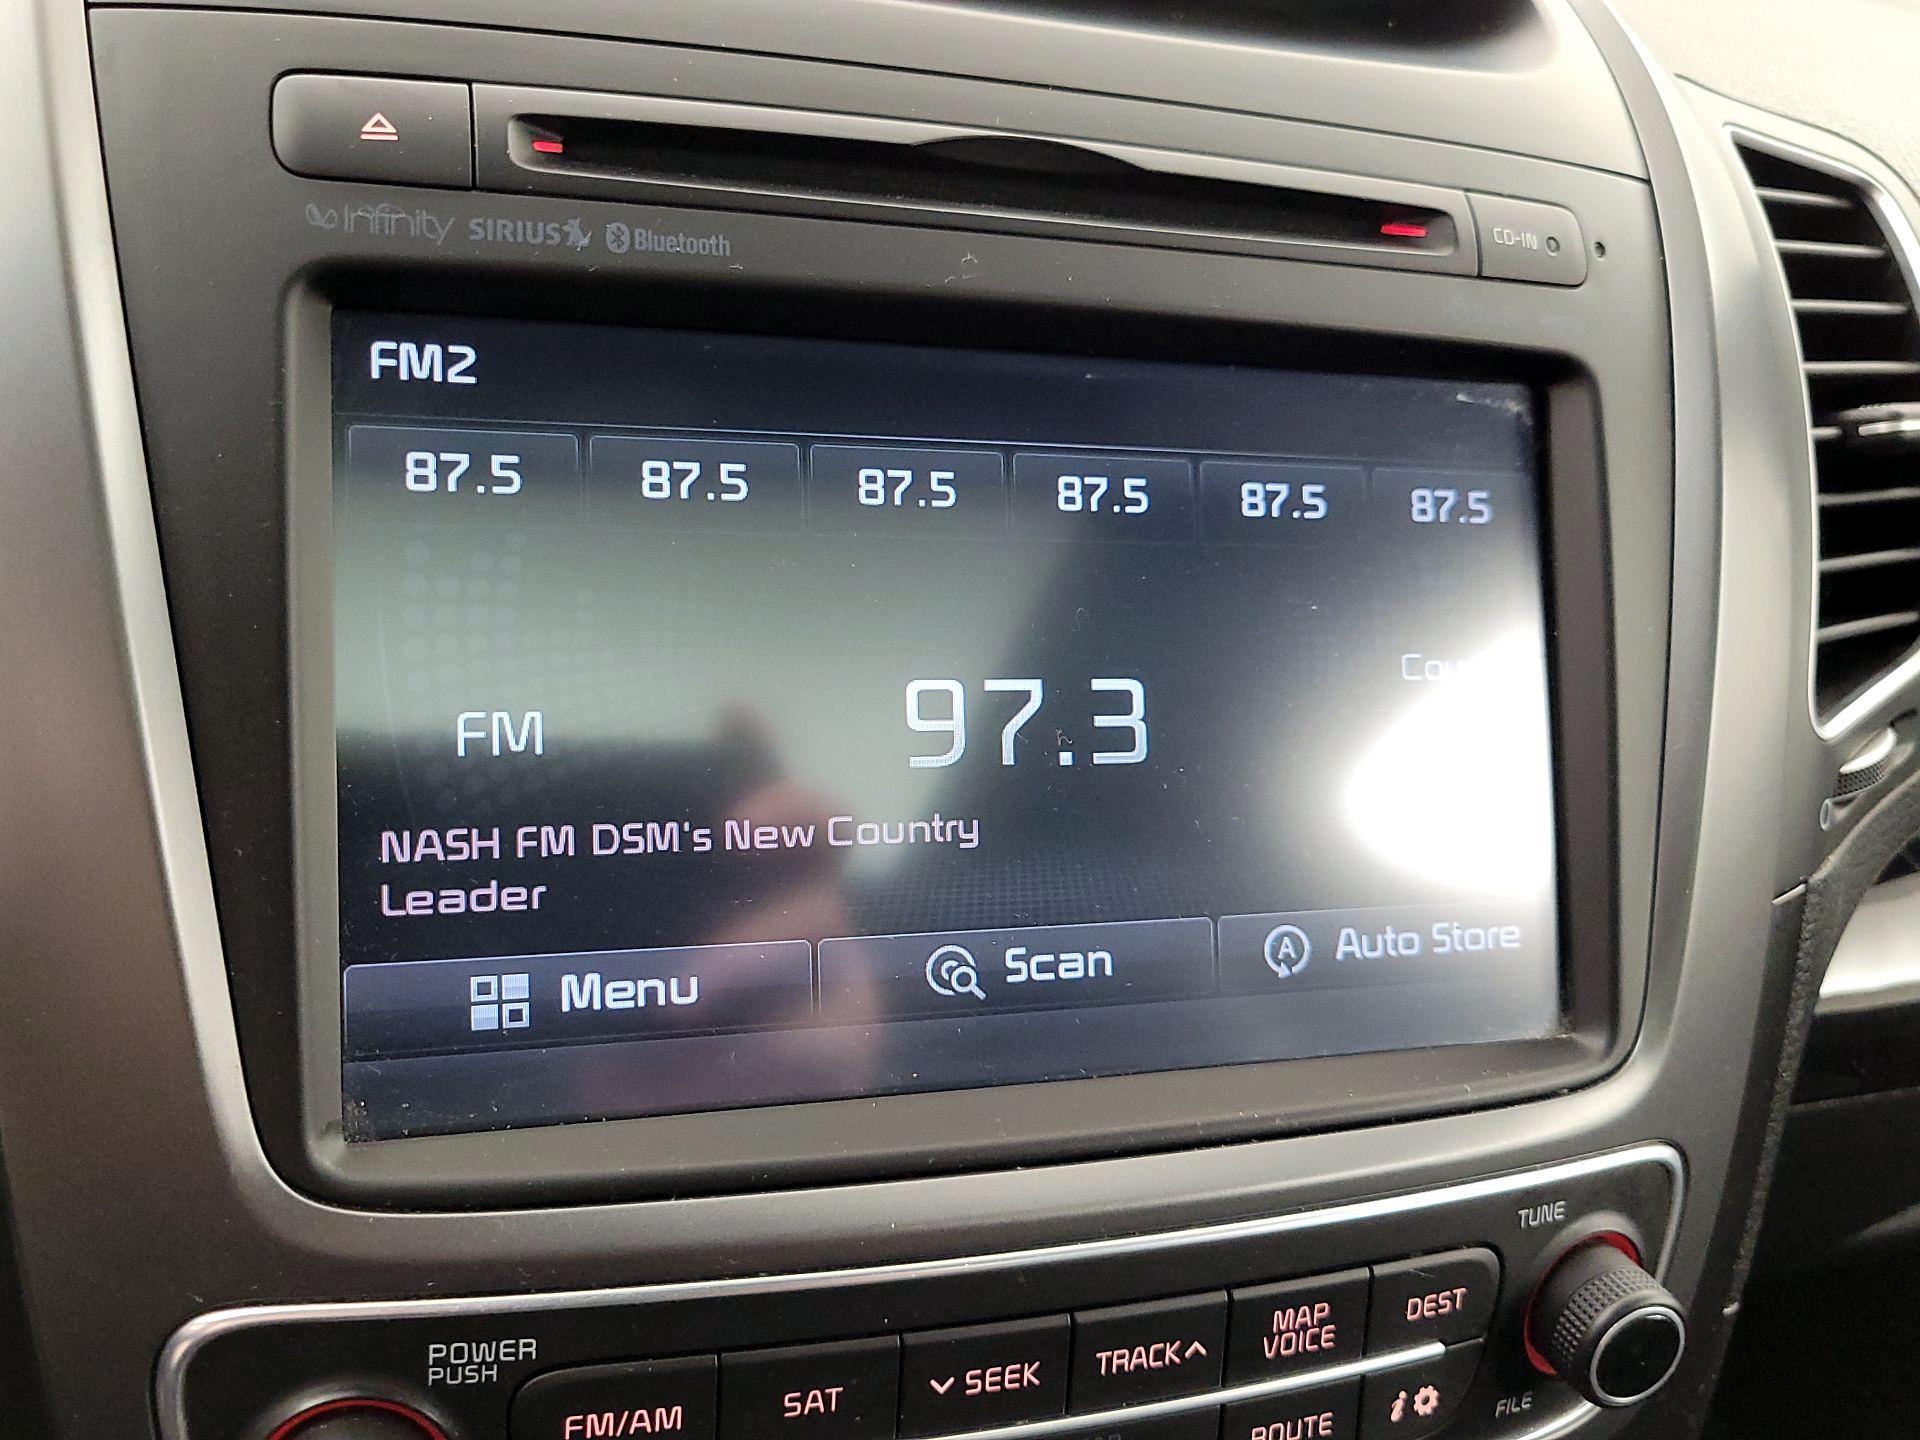 Infinity SIRIUS Bluetooth
CD-IN
FM2
87.5 87.5 87.5 87.5 87.5 87.5
FM 97.3
NASH FM DSM's New Country
Leader
Menu Scan Auto Store
TUNE
POWER
PUSH
FM/AM SAT SEEK TRACK MAP
VOICE DEST
ROUTE
FILE